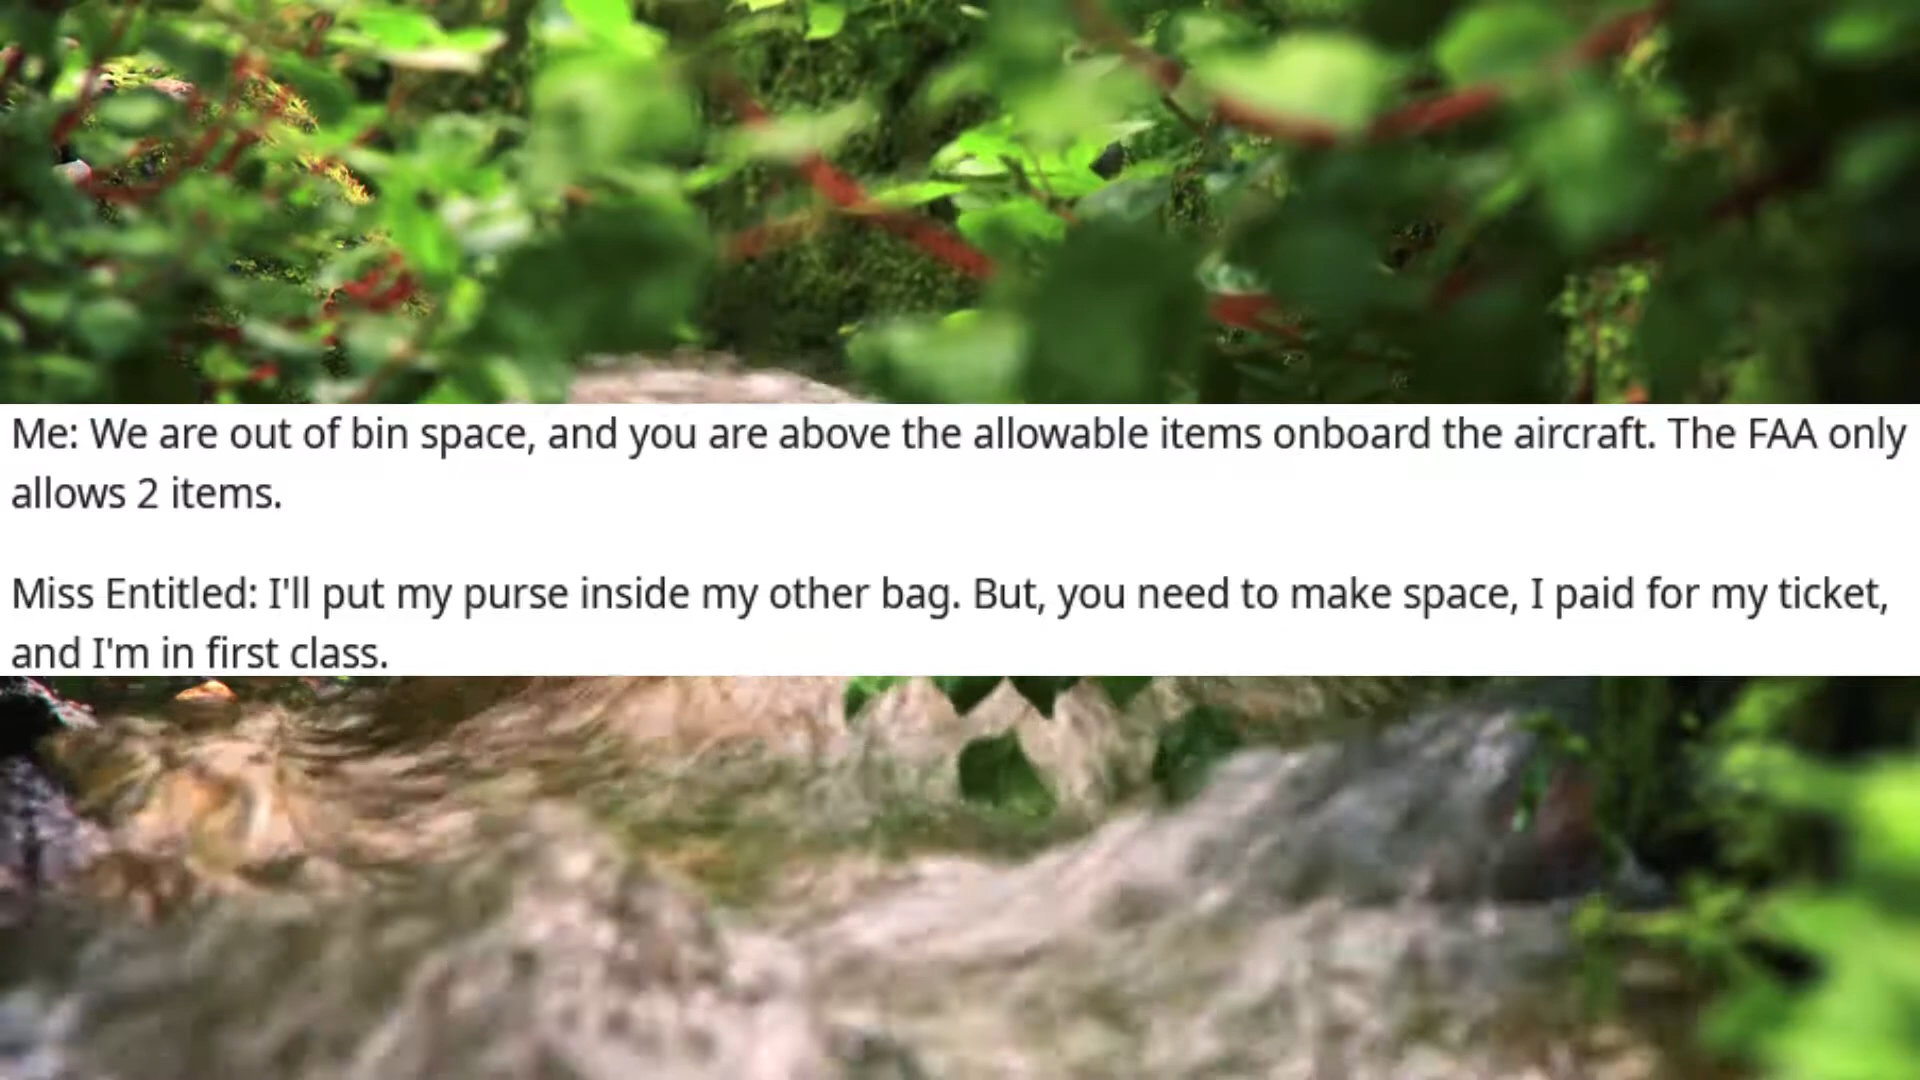 Me: We are out of bin space, and you are above the allowable items onboard the aircraft. The FAA only
allows 2 items.
Miss Entitled: I'll put my purse inside my other bag. But, you need to make space, I paid for my ticket,
and I'm in first class.